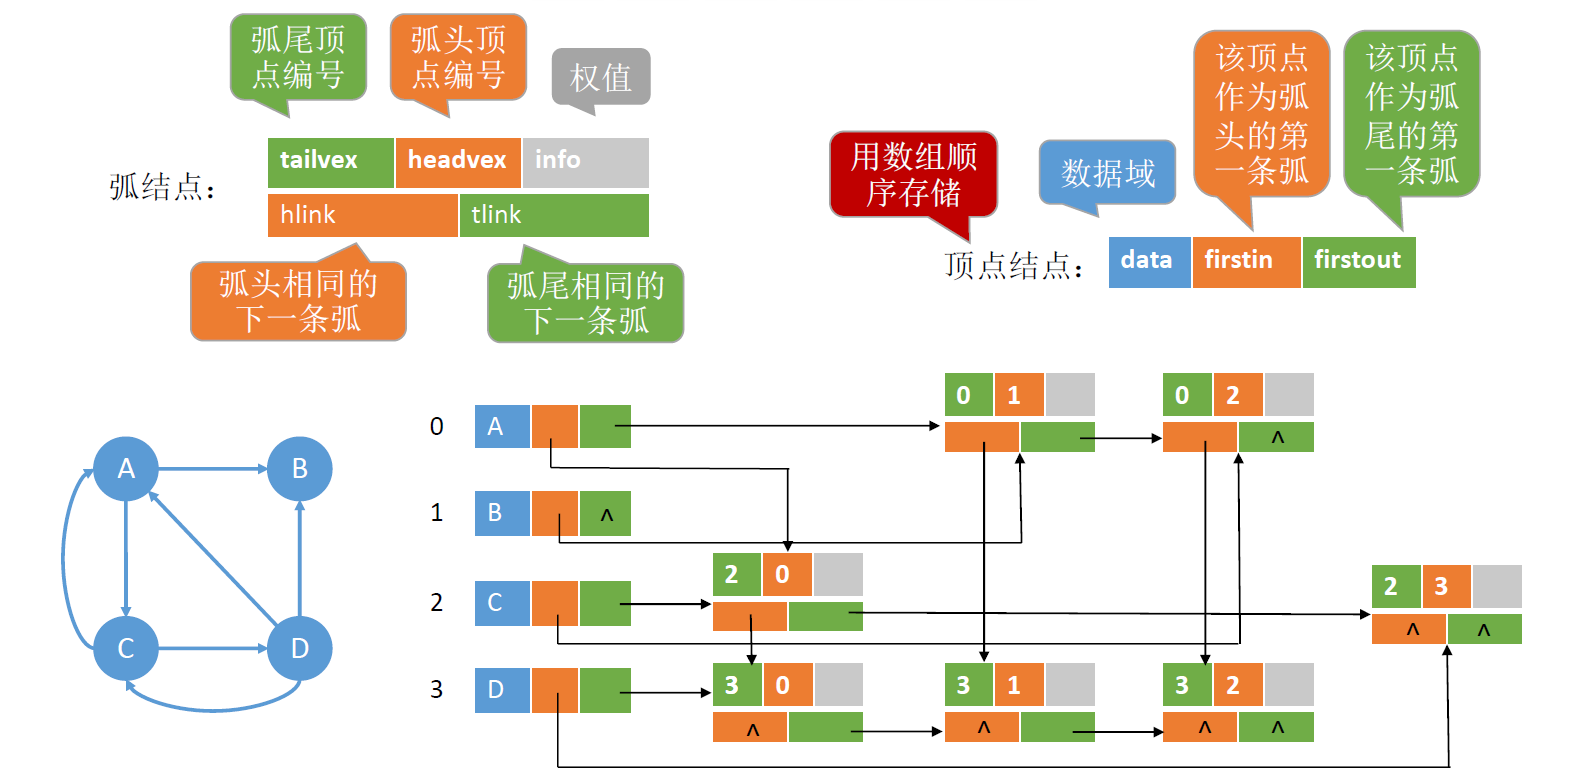 弧尾顶
点编号
弧头顶
点编号
权值
tailvex headvex info
弧结点：
hlink tlink
弧头相同的
下一条弧
弧尾相同的
下一条弧
用数组顺
序存储
数据域
该顶点
作为弧
头的第
一条弧
该顶点
作为弧
尾的第
一条弧
顶点结点：
data firstin firstout
A B
C D
0 A
0 1
0 2
^
1 B ^
2 C
2 0
2 3
^ ^
3 D
3 0
3 1
3 2
^ ^ ^ ^